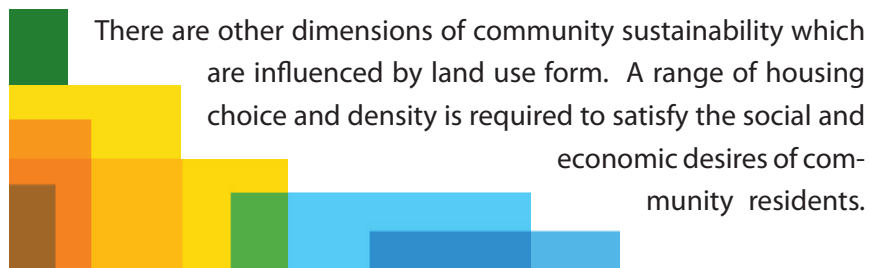 There are other dimensions of community sustainability which
are influenced by land use form.  A range of housing
choice and density is required to satisfy the social and
economic desires of com-
munity residents.